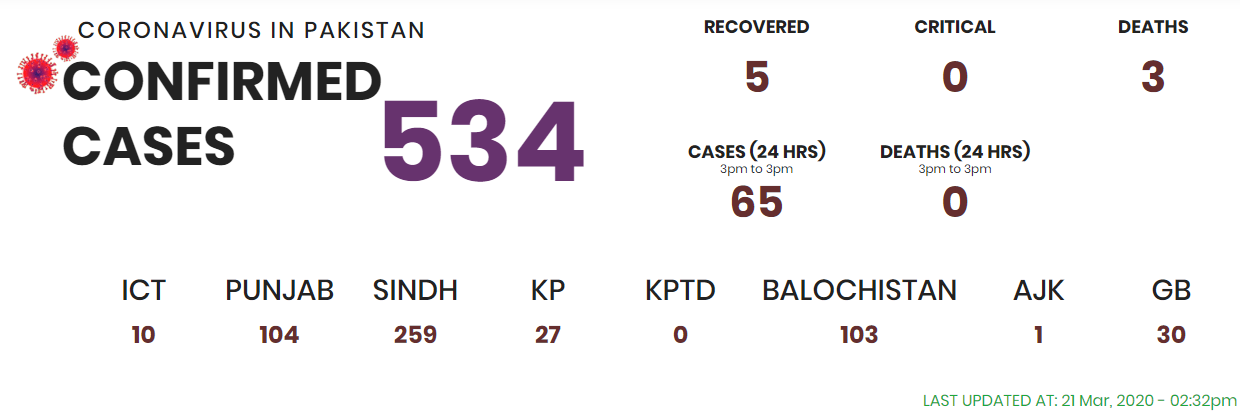 CORONAVIRUS IN PAKISTAN
CONFIRMED
CASES
534
RECOVERED
5
CRITICAL
0
DEATHS
3
CASES (24 HRS)
3pm to 3pm
65
DEATHS (24 HRS)
3pm to 3pm
0
ICT PUNJAB SINDH KP KPTD BALOCHISTAN AJK GB
10 104 259 27 0 103 1 30
LAST UPDATED AT: 21 Mar, 2020 - 02:32pm